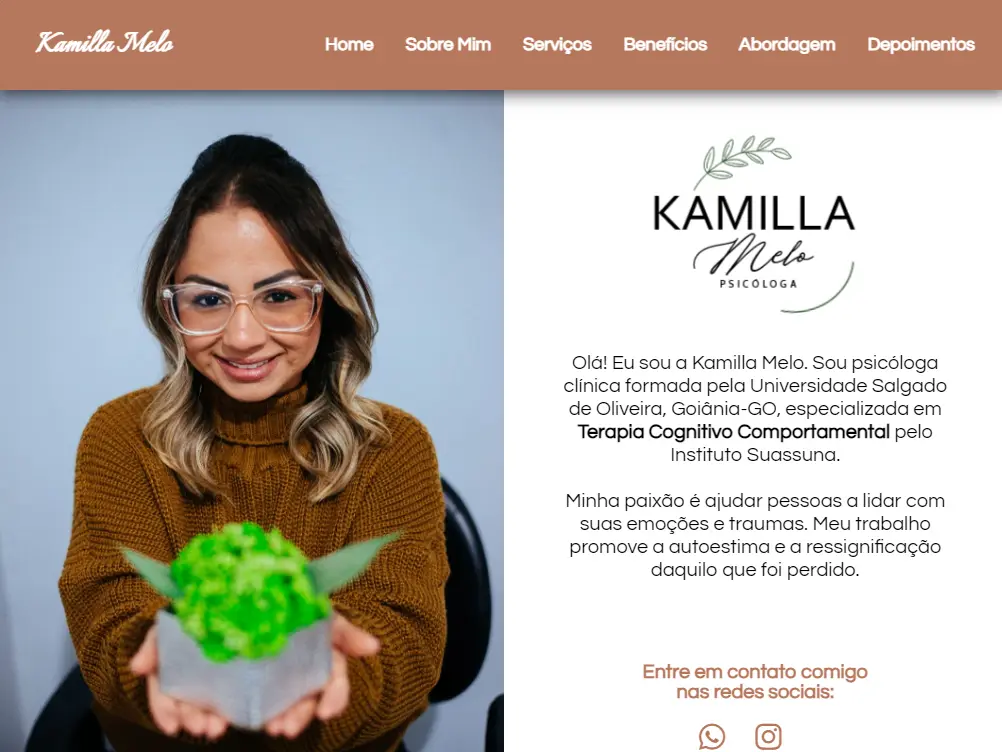 Kamilla Melo
Home Sobre Mim Serviços Benefícios Abordagem Depoimentos
KAMILLA
Melo
PSICÓLOGA
Olá! Eu sou a Kamilla Melo. Sou psicóloga
clínica formada pela Universidade Salgado
de Oliveira, Goiânia-GO, especializada em
Terapia Cognitivo Comportamental pelo
Instituto Suassuna.
Minha paixão é ajudar pessoas a lidar com
suas emoções e traumas. Meu trabalho
promove a autoestima e a ressignificação
daquilo que foi perdido.
Entre em contato comigo
nas redes sociais: